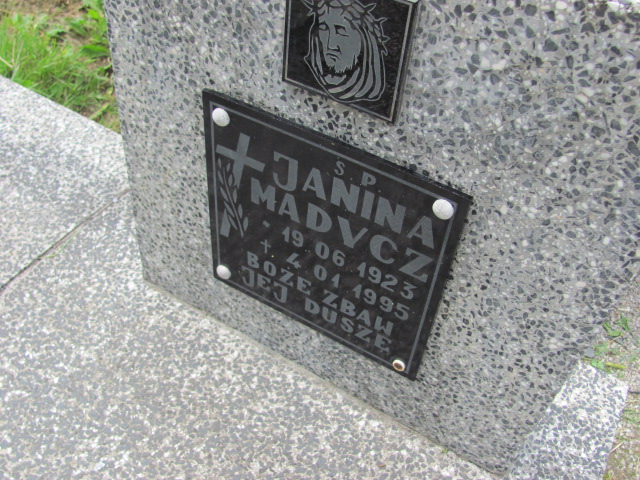 Ś P
JANINA
MADYCZ
19 06 1923
+ 4 01 1995
BOŻE ZBAW
JEJ DUSZĘ